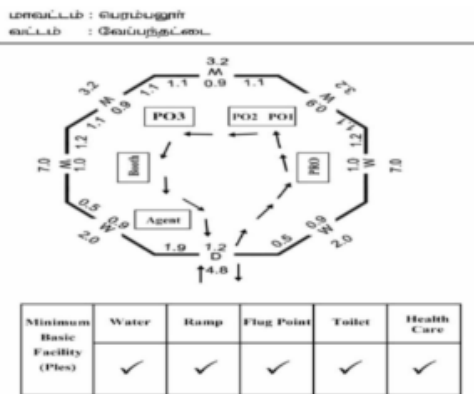 மாவட்டம் : பெரம்பலூர்
வட்டம் : வேப்பந்தட்டை
3.2
W
1.1 0.9 1.1
3.2 W 0.9 1.1
3.2 W 0.9 1.1
PO3 PO2 PO1
1.2 1.2
7.0 W 1.0 Booth PRO 1.0 W 7.0
0.5 0.9 W 2.0
Agent
0.5 0.9 W 2.0
1.9 1.2
D
4.8
Minimum Basic Facility (Ples) Water Ramp Flug Point Toilet Health Care